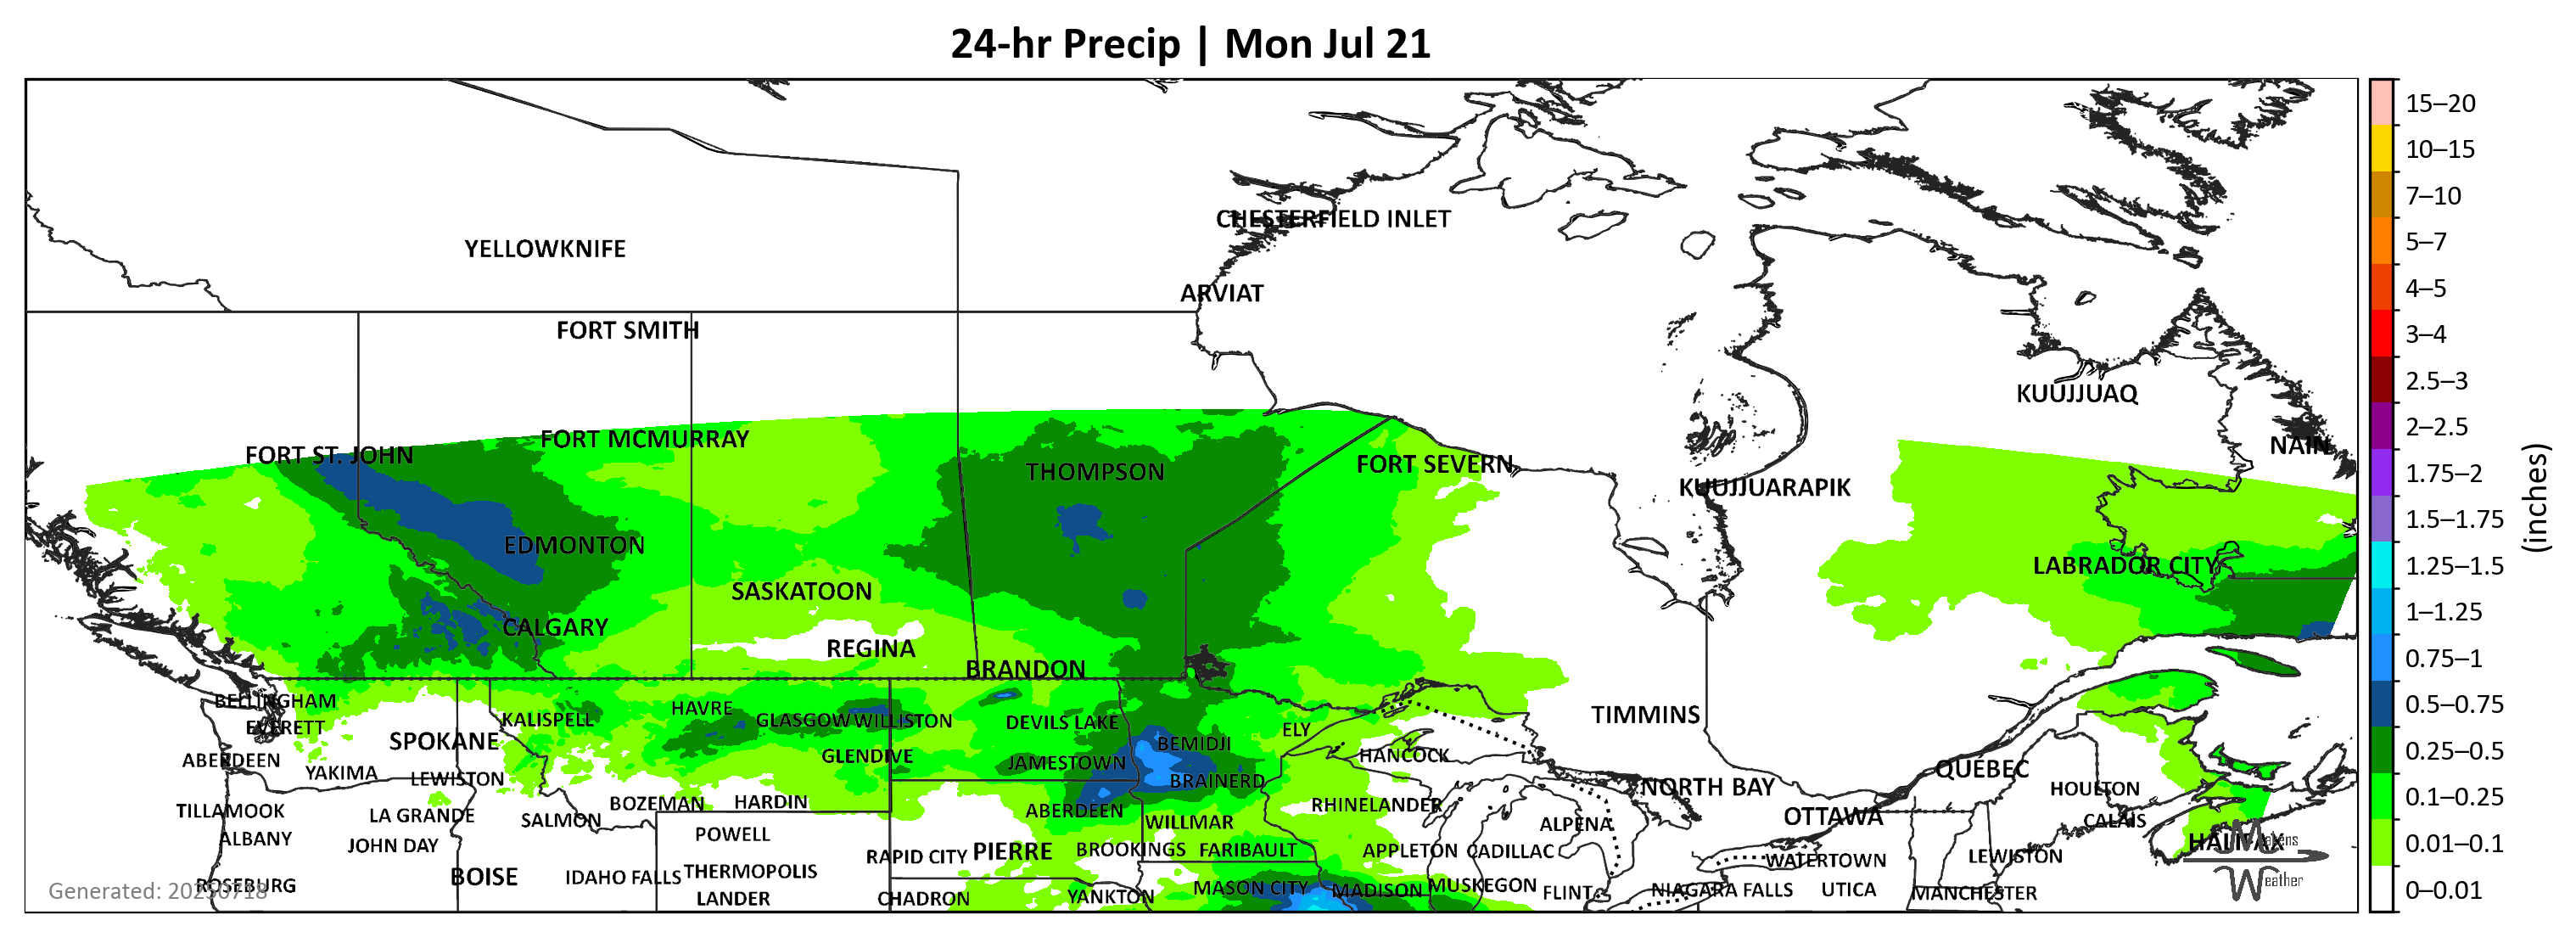 24-hr Precip | Mon Jul 21
YELLOWKNIFE
CHESTERFIELD INLET
ARVIAT
FORT SMITH
KUUJJUAQ
NAIN
FORT ST. JOHN
FORT MCMURRAY
THOMPSON
FORT SEVERN
KUUJJUARAPIK
EDMONTON
LABRADOR CITY
SASKATOON
CALGARY
REGINA
BRANDON
BELLINGHAM
EVERETT
KALISPELL
HAVRE
GLASGOW
WILLISTON
DEVILS LAKE
ELY
TIMMINS
SPOKANE
BEMIDJI
ABERDEEN
GLENDIVE
JAMESTOWN
HANCOCK
QUÉBEC
YAKIMA
LEWISTON
BRAINERD
NORTH BAY
HOULTON
TILLAMOOK
LA GRANDE
BOZEMAN
HARDIN
ABERDEEN
RHINELANDER
SALMON
WILLMAR
ALPENA
OTTAWA
CALAIS
ALBANY
JOHN DAY
POWELL
RAPID CITY
PIERRE
BROOKINGS
FARIBAULT
APPLETON
CADILLAC
WATERTOWN
LEWISTON
HALIFAX
ROSEBURG
BOISE
IDAHO FALLS
THERMOPOLIS
LANDER
CHADRON
YANKTON
MASON CITY
MADISON
MUSKEGON
FLINT
NIAGARA FALLS
UTICA
MANCHESTER
Generated: 20250718
Matens
Weather
15–20
10–15
7–10
5–7
4–5
3–4
2.5–3
2–2.5
1.75–2
1.5–1.75
1.25–1.5
1–1.25
0.75–1
0.5–0.75
0.25–0.5
0.1–0.25
0.01–0.1
0–0.01
(inches)